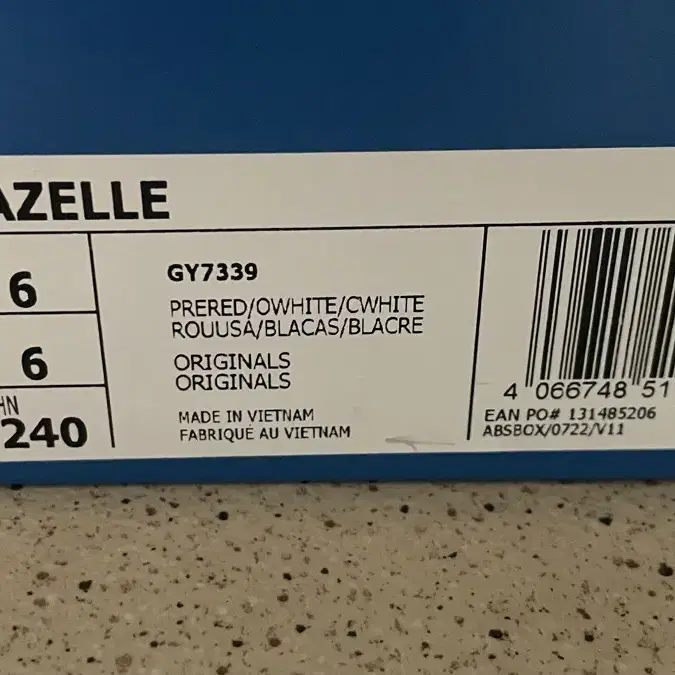 AZELLE
6
6
HN
240
GY7339
PRERED/OWHITE/CWHITE
ROUUSA/BLACAS/BLACRE
ORIGINALS
ORIGINALS
MADE IN VIETNAM
FABRIQUÉ AU VIETNAM
4 066748 51
EAN PO# 131485206
ABSBOX/0722/V11